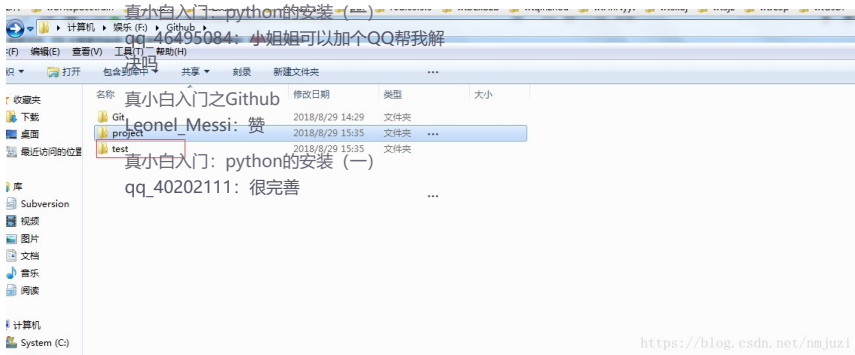 真小白入门：python的安装（一）
计算机 ▸ 娱乐 (F:) ▸ Github ▸
qq_46495084：小姐姐可以加个QQ帮我解
(F) 编辑(E) 查看(V) 工具(T) 帮助(H)
决吗
打开 包含到库中 共享 刻录 新建文件夹 ...
收藏夹 名称 修改日期 类型 大小
真小白入门之Github
下载 Git 2018/8/29 14:29 文件夹
Leonel_Messi：赞
桌面 project 2018/8/29 15:35 文件夹 ...
最近访问的位置 test 2018/8/29 15:35 文件夹
真小白入门：python的安装（一）
qq_40202111：很完善
...
库
Subversion
视频
图片
文档
音乐
阅读
计算机
System (C:)
https://blog.csdn.net/nmjuzi